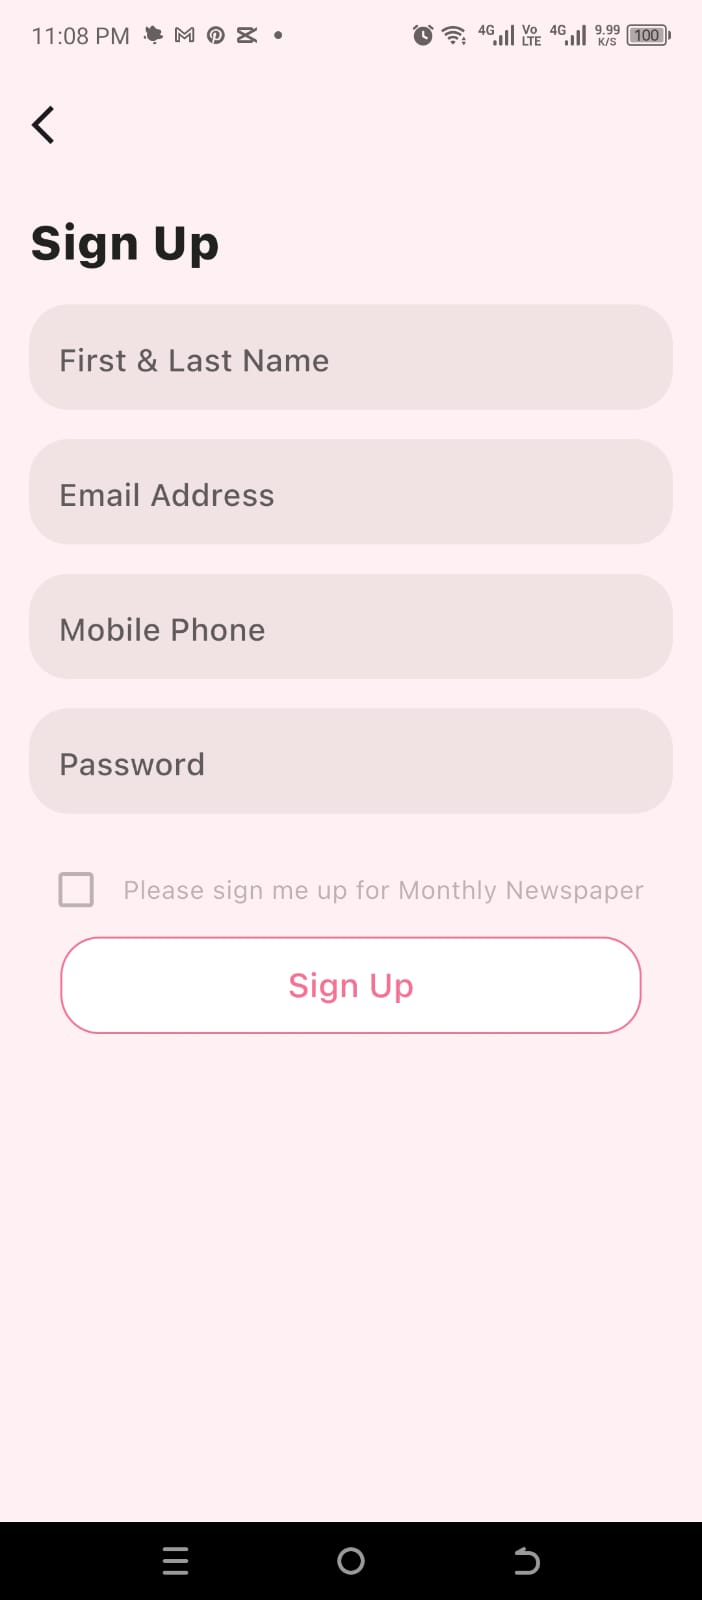 11:08 PM 4G Vo LTE 4G 9.99 K/S 100
Sign Up
First & Last Name
Email Address
Mobile Phone
Password
Please sign me up for Monthly Newspaper
Sign Up